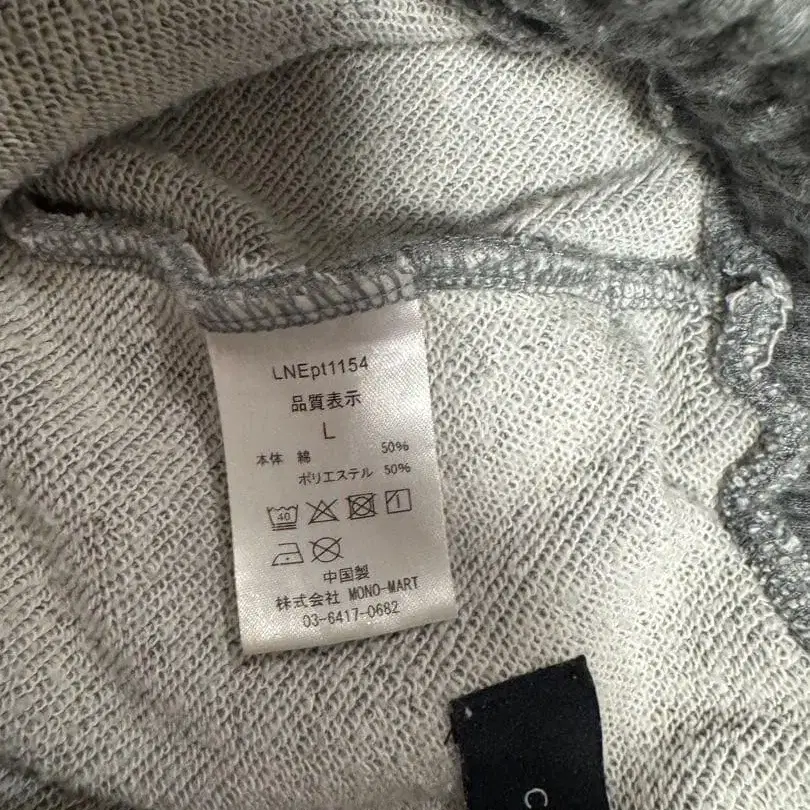 LNEpt1154
品質表示
L
本体 綿 50%
ポリエステル 50%
40
中国製
株式会社 MONO-MART
03-6417-0682
C